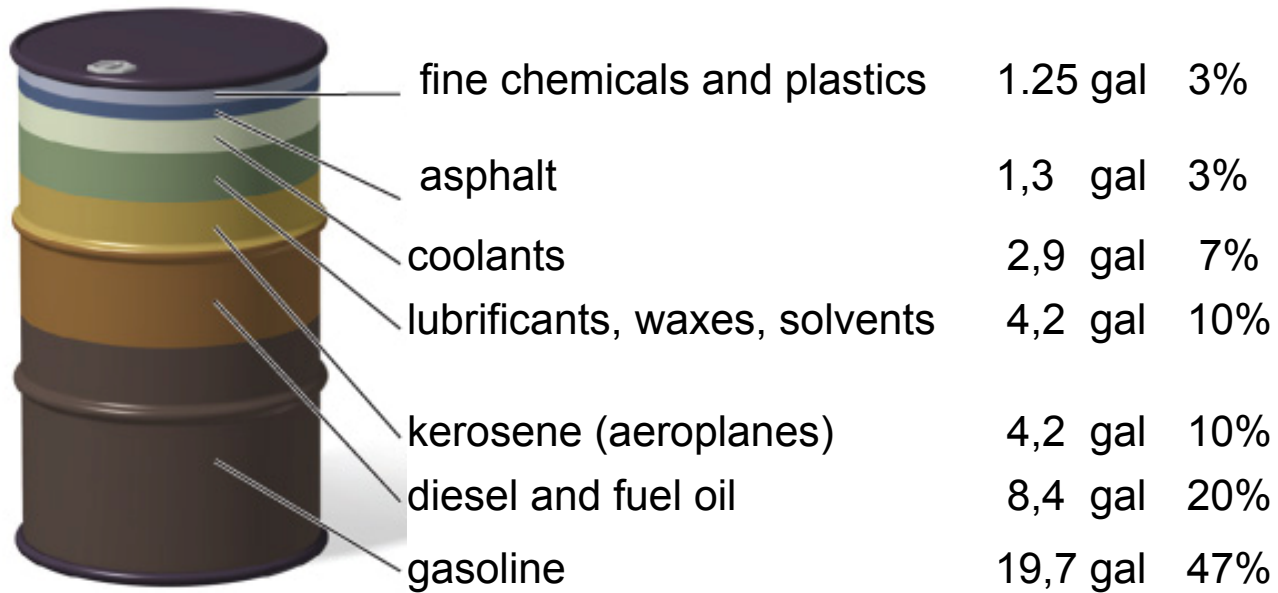 fine chemicals and plastics 1.25 gal 3%
asphalt 1,3 gal 3%
coolants 2,9 gal 7%
lubrificants, waxes, solvents 4,2 gal 10%
kerosene (aeroplanes) 4,2 gal 10%
diesel and fuel oil 8,4 gal 20%
gasoline 19,7 gal 47%